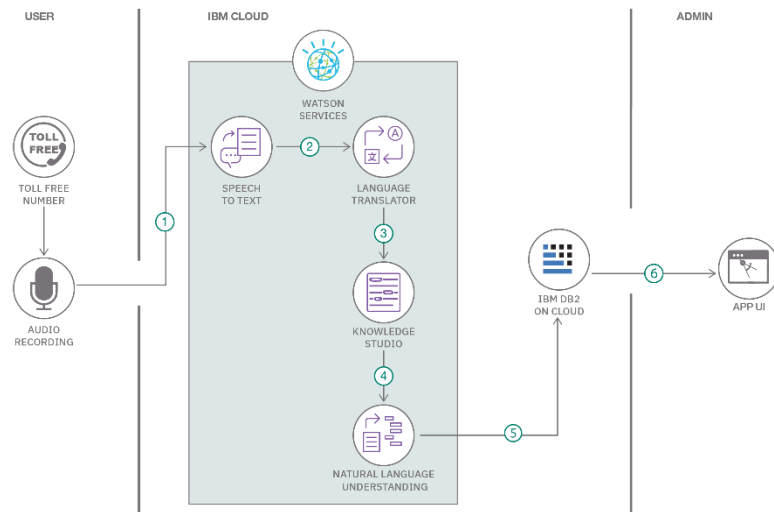 USER
IBM CLOUD
ADMIN
WATSON
SERVICES
TOLL
FREE
TOLL FREE
NUMBER
1
SPEECH
TO TEXT
2
A
文
LANGUAGE
TRANSLATOR
3
AUDIO
RECORDING
KNOWLEDGE
STUDIO
4
NATURAL LANGUAGE
UNDERSTANDING
5
IBM DB2
ON CLOUD
6
APP UI